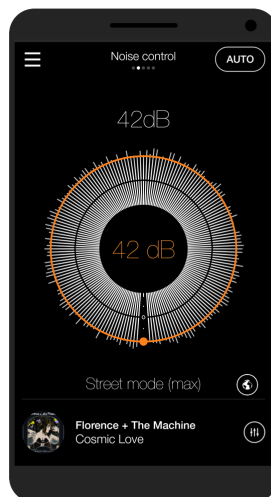 Noise control
AUTO
42dB
42 dB
Street mode (max)
Florence + The Machine
Cosmic Love